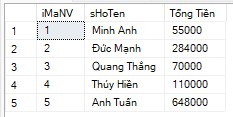 iMaNV sHoTen Tổng Tiền
1 1 Minh Anh 55000
2 2 Đức Mạnh 284000
3 3 Quang Thắng 70000
4 4 Thúy Hiền 110000
5 5 Anh Tuấn 648000